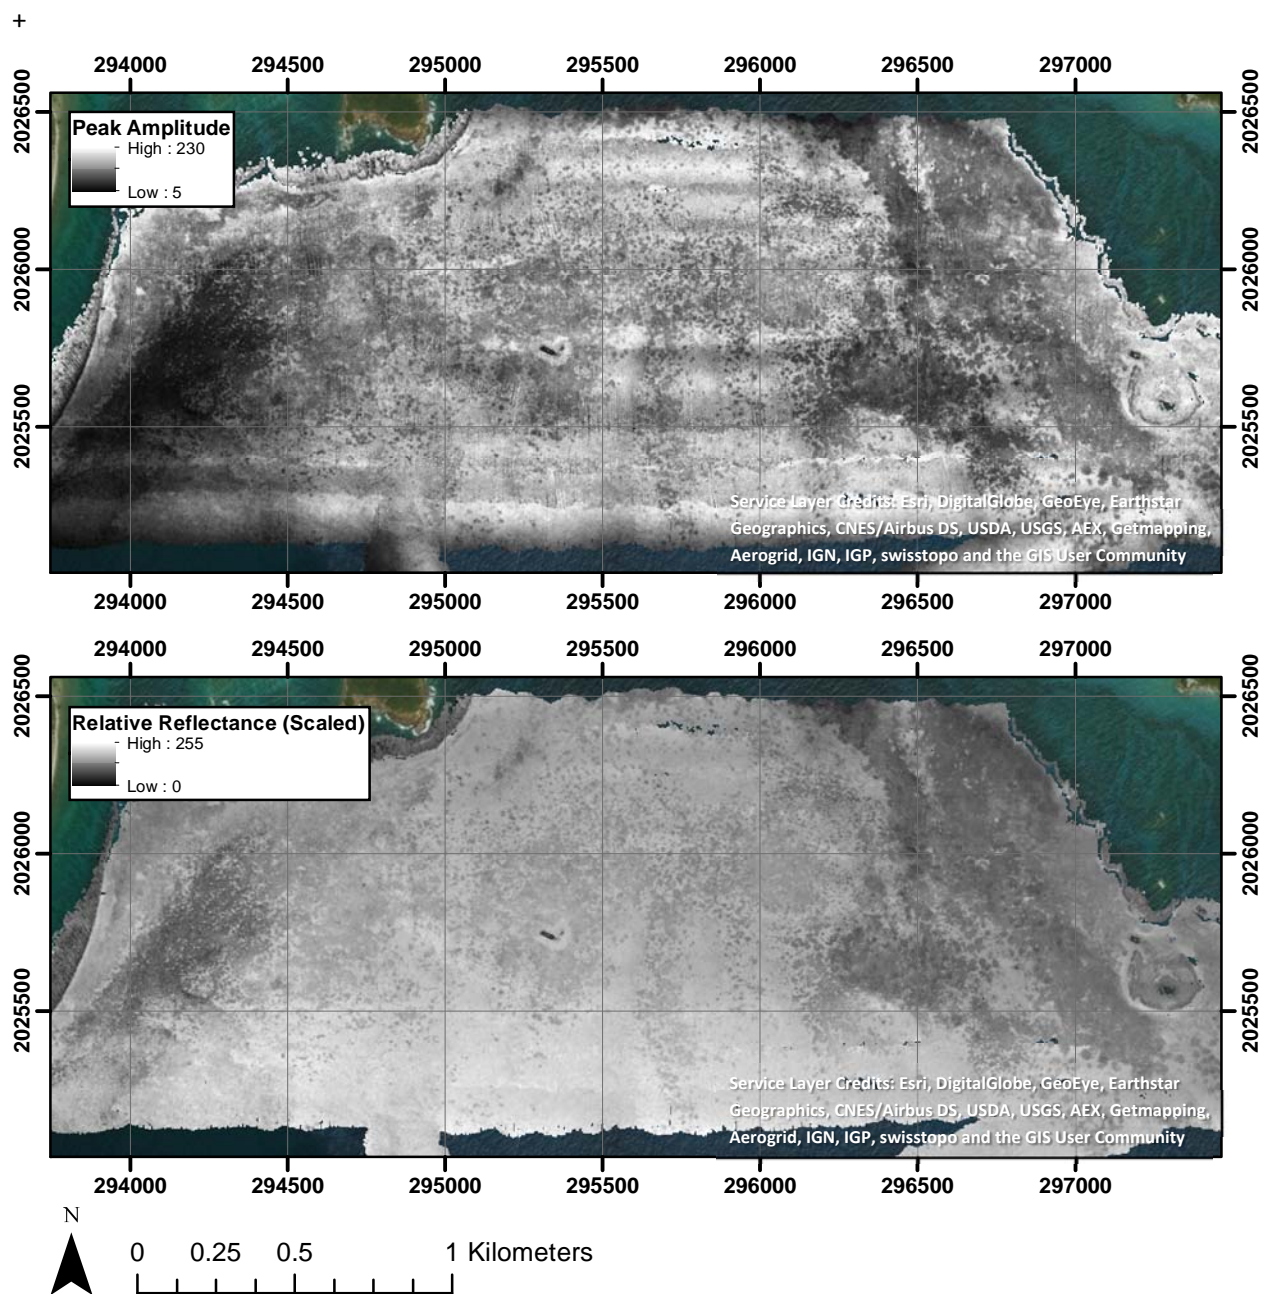 +
294000 294500 295000 295500 296000 296500 297000
2026500 2026500
Peak Amplitude
High : 230
Low : 5
2026000 2026000
2025500 2025500
Service Layer Credits: Esri, DigitalGlobe, GeoEye, Earthstar
Geographics, CNES/Airbus DS, USDA, USGS, AEX, Getmapping,
Aerogrid, IGN, IGP, swisstopo and the GIS User Community
294000 294500 295000 295500 296000 296500 297000
294000 294500 295000 295500 296000 296500 297000
2026500 2026500
Relative Reflectance (Scaled)
High : 255
Low : 0
2026000 2026000
2025500 2025500
Service Layer Credits: Esri, DigitalGlobe, GeoEye, Earthstar
Geographics, CNES/Airbus DS, USDA, USGS, AEX, Getmapping,
Aerogrid, IGN, IGP, swisstopo and the GIS User Community
294000 294500 295000 295500 296000 296500 297000
N
0 0.25 0.5 1 Kilometers